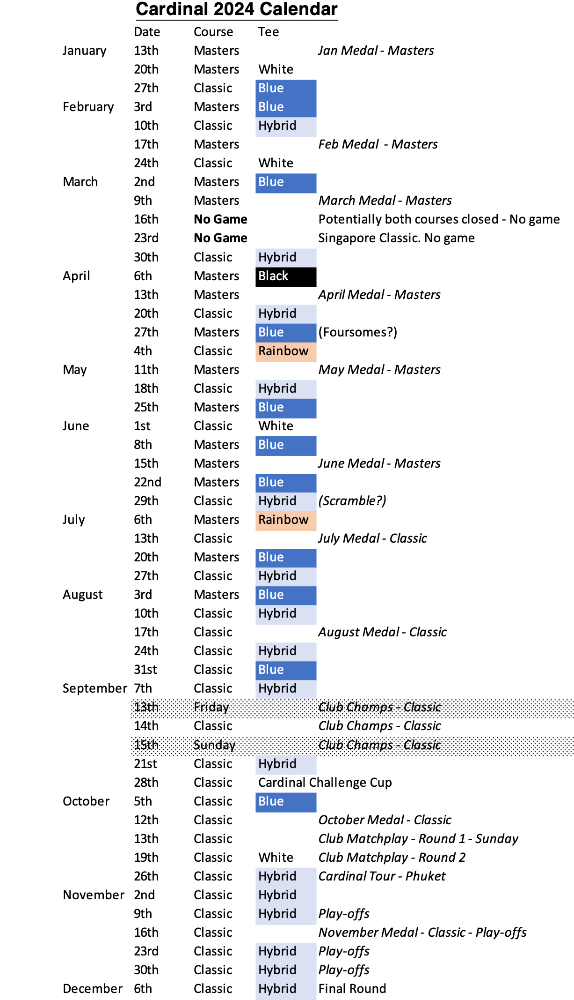 Cardinal 2024 Calendar
Date Course Tee
January 13th Masters Jan Medal - Masters
20th Masters White
27th Classic Blue
February 3rd Masters Blue
10th Classic Hybrid
17th Masters Feb Medal - Masters
24th Classic White
March 2nd Masters Blue
9th Masters March Medal - Masters
16th No Game Potentially both courses closed - No game
23rd No Game Singapore Classic. No game
30th Classic Hybrid
April 6th Masters Black
13th Masters April Medal - Masters
20th Classic Hybrid
27th Masters Blue (Foursomes?)
4th Classic Rainbow
May 11th Masters May Medal - Masters
18th Classic Hybrid
25th Masters Blue
June 1st Classic White
8th Masters Blue
15th Masters June Medal - Masters
22nd Masters Blue
29th Classic Hybrid (Scramble?)
July 6th Masters Rainbow
13th Classic July Medal - Classic
20th Masters Blue
27th Classic Hybrid
August 3rd Masters Blue
10th Classic Hybrid
17th Classic August Medal - Classic
24th Classic Hybrid
31st Classic Blue
September 7th Classic Hybrid
13th Friday Club Champs - Classic
14th Classic Club Champs - Classic
15th Sunday Club Champs - Classic
21st Classic Hybrid
28th Classic Cardinal Challenge Cup
October 5th Classic Blue
12th Classic October Medal - Classic
13th Classic Club Matchplay - Round 1 - Sunday
19th Classic White Club Matchplay - Round 2
26th Classic Hybrid Cardinal Tour - Phuket
November 2nd Classic Hybrid
9th Classic Hybrid Play-offs
16th Classic November Medal - Classic - Play-offs
23rd Classic Hybrid Play-offs
30th Classic Hybrid Play-offs
December 6th Classic Hybrid Final Round